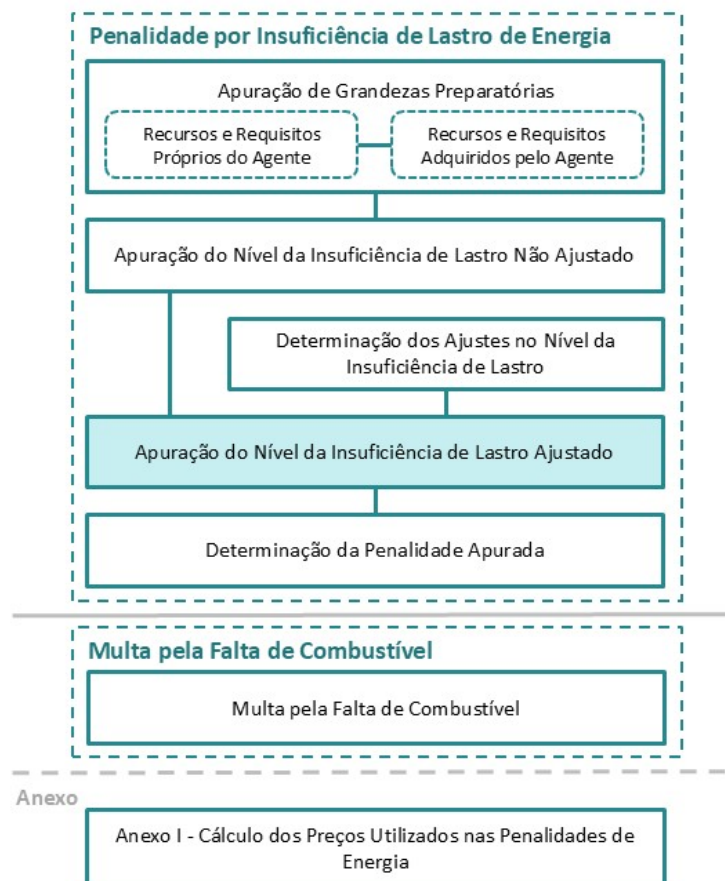 Penalidade por Insuficiência de Lastro de Energia
Apuração de Grandezas Preparatórias
Recursos e Requisitos
Próprios do Agente
Recursos e Requisitos
Adquiridos pelo Agente
Apuração do Nível da Insuficiência de Lastro Não Ajustado
Determinação dos Ajustes no Nível da
Insuficiência de Lastro
Apuração do Nível da Insuficiência de Lastro Ajustado
Determinação da Penalidade Apurada
Multa pela Falta de Combustível
Multa pela Falta de Combustível
Anexo
Anexo I - Cálculo dos Preços Utilizados nas Penalidades de
Energia